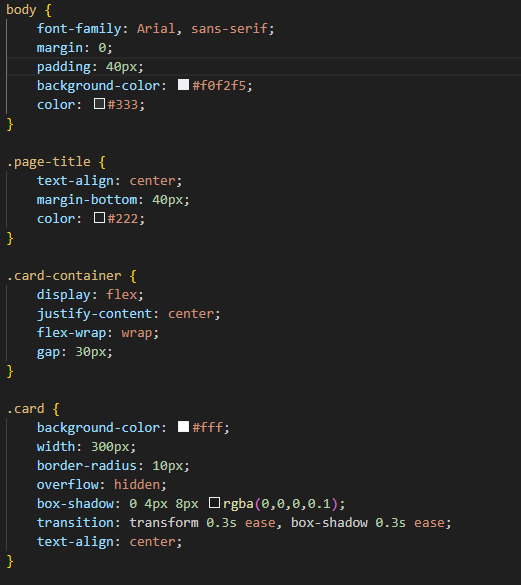 body {
    font-family: Arial, sans-serif;
    margin: 0;
    padding: 40px;
    background-color: #f0f2f5;
    color: #333;
}

.page-title {
    text-align: center;
    margin-bottom: 40px;
    color: #222;
}

.card-container {
    display: flex;
    justify-content: center;
    flex-wrap: wrap;
    gap: 30px;
}

.card {
    background-color: #fff;
    width: 300px;
    border-radius: 10px;
    overflow: hidden;
    box-shadow: 0 4px 8px rgba(0,0,0,0.1);
    transition: transform 0.3s ease, box-shadow 0.3s ease;
    text-align: center;
}